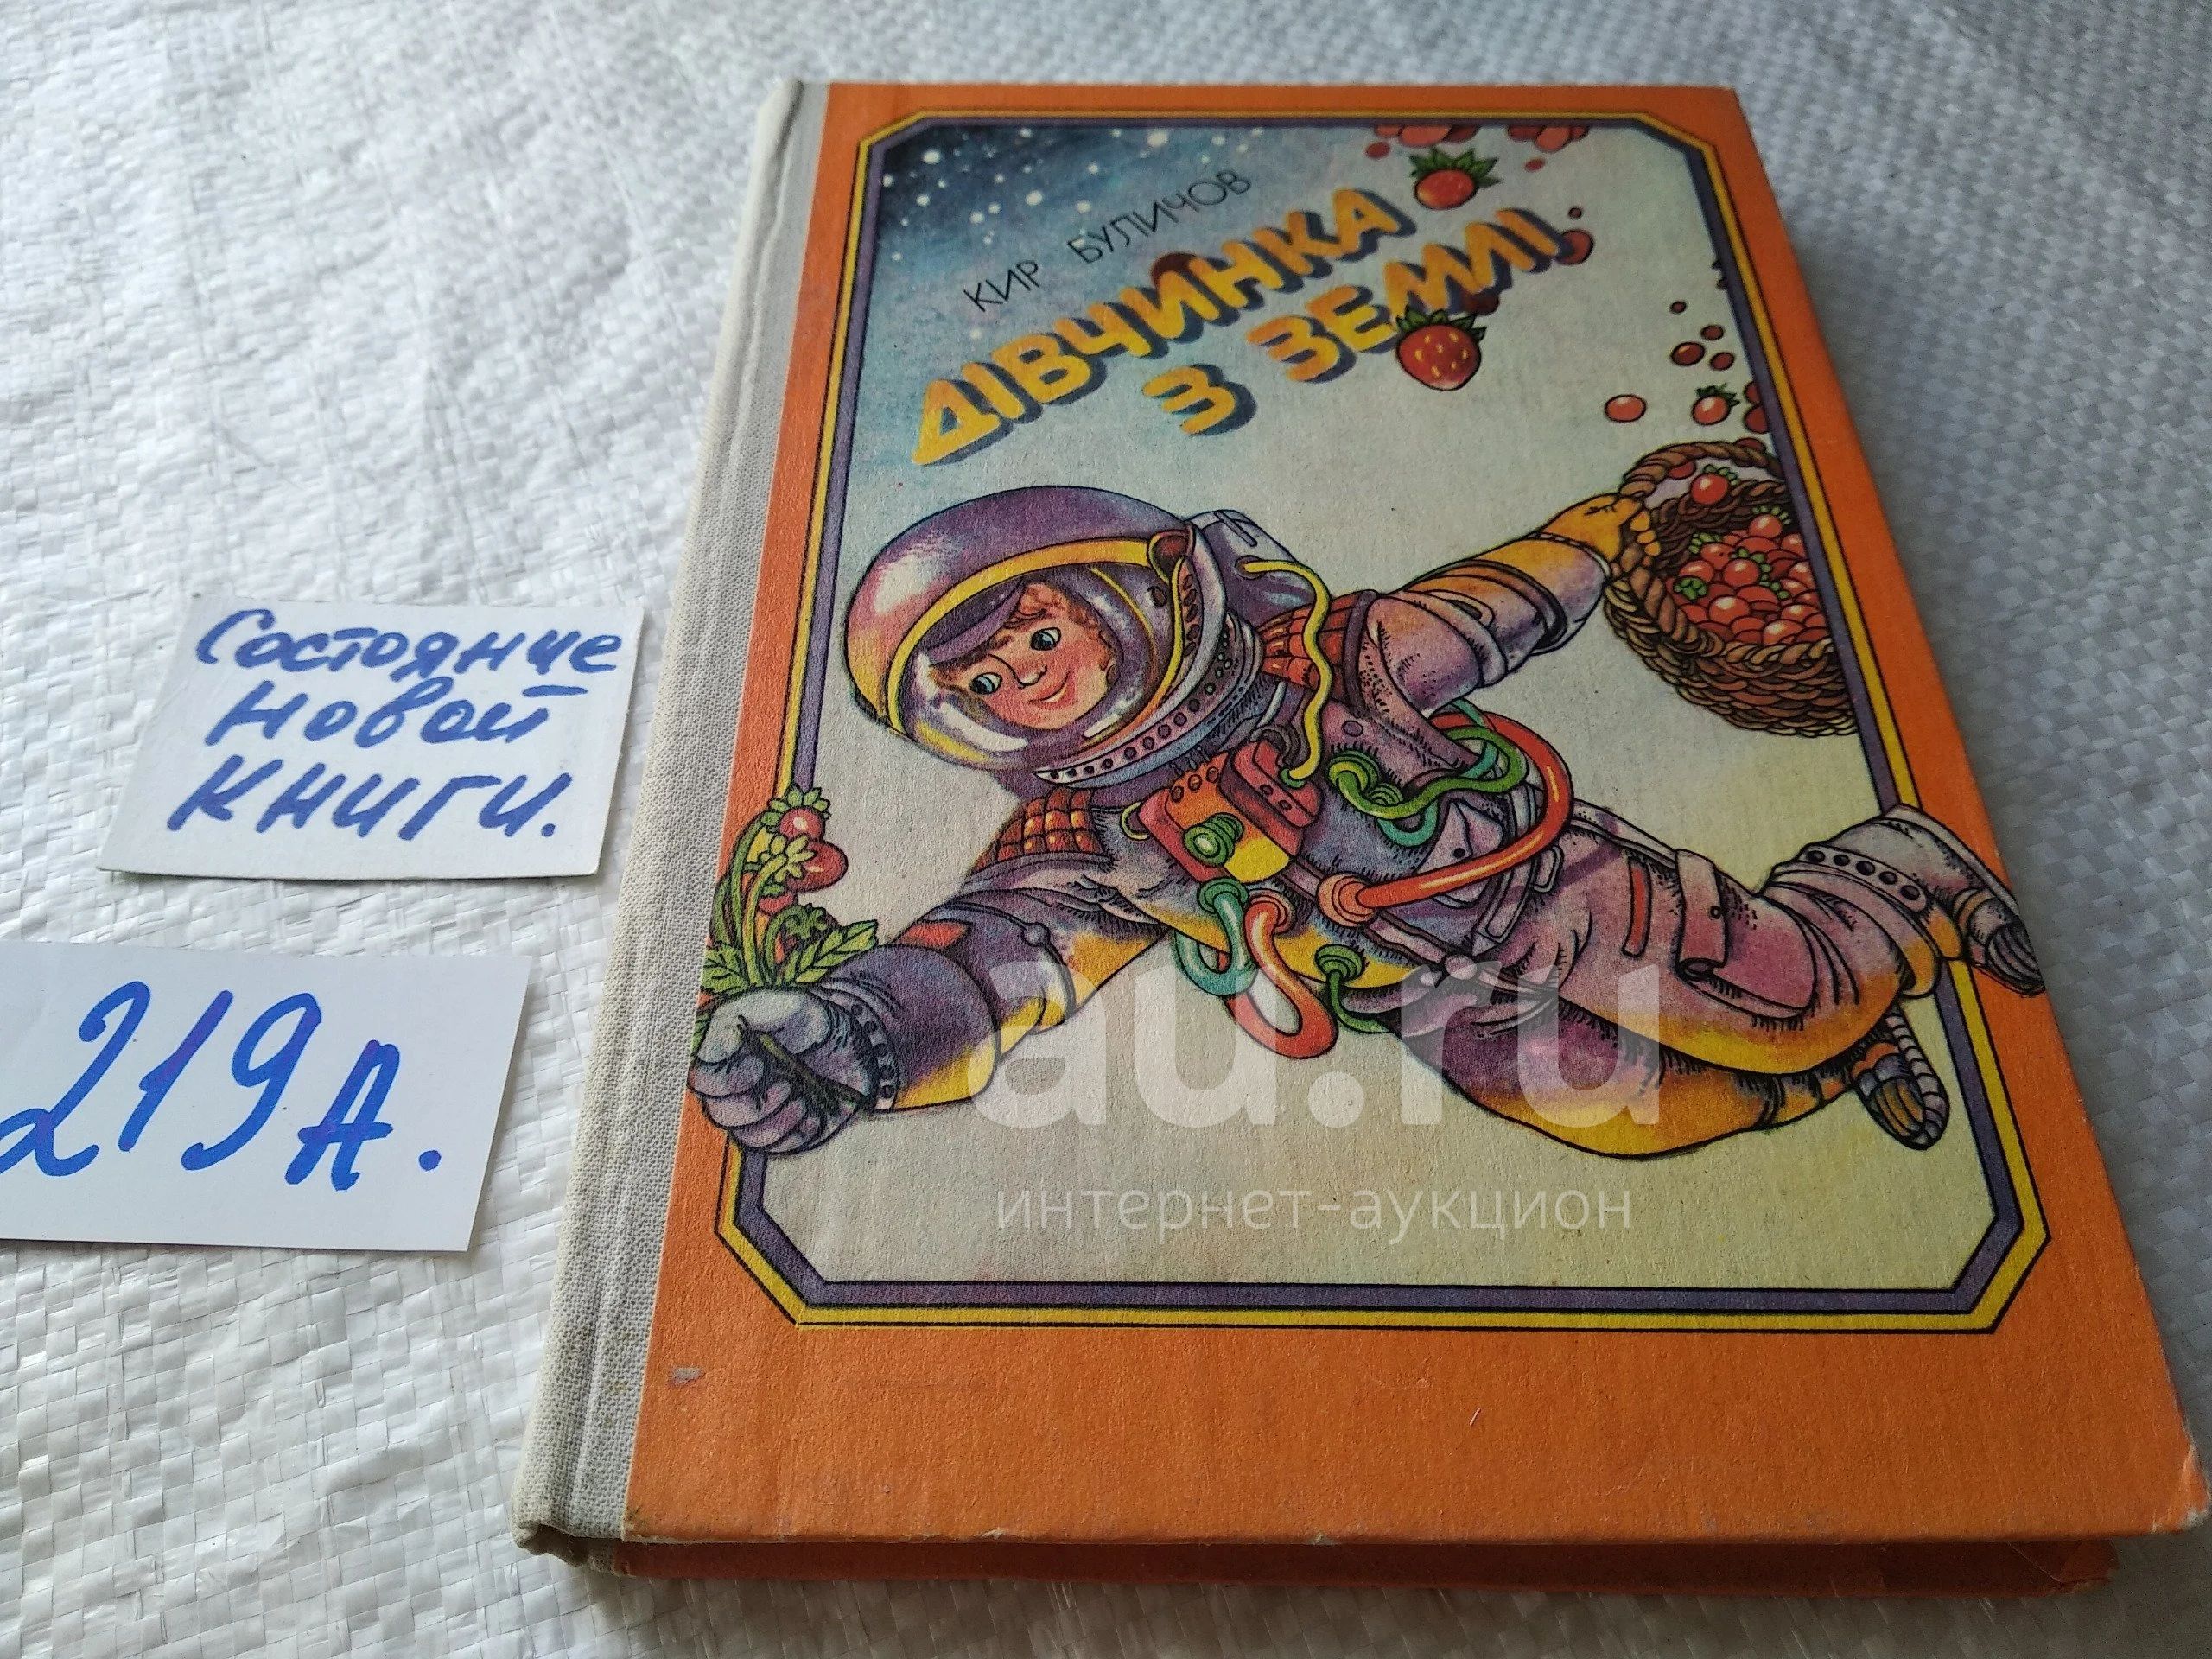 КИР БУЛИЧОВ
ДІВЧИНКА
З ЗЕМЛІ
Состояние
новой
книги.
219А.
au.ru
интернет-аукцион